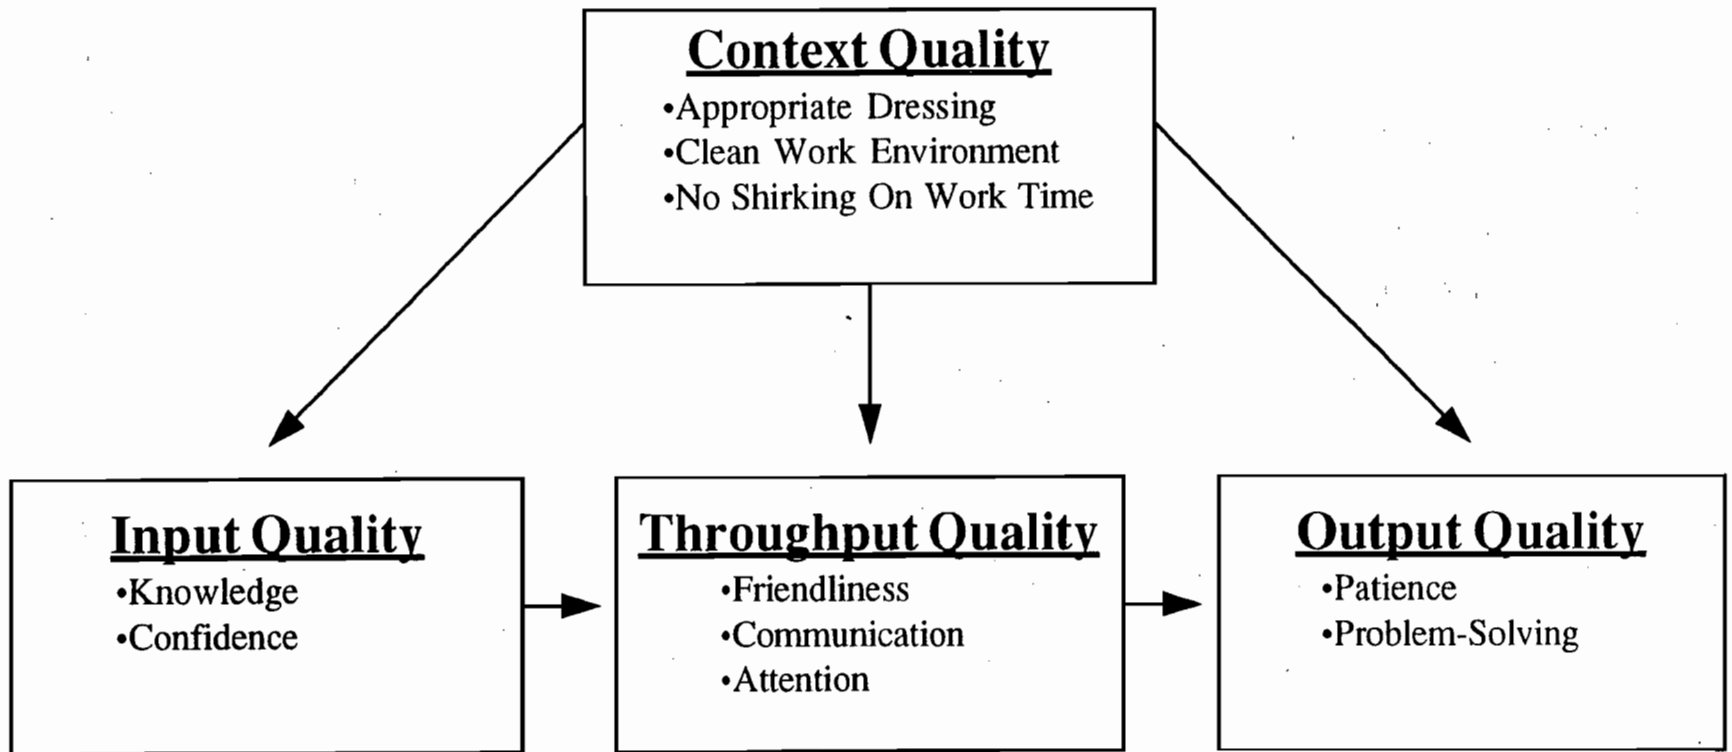 Context Quality
•Appropriate Dressing
•Clean Work Environment
•No Shirking On Work Time
Input Quality
•Knowledge
•Confidence
Throughput Quality
•Friendliness
•Communication
•Attention
Output Quality
•Patience
•Problem-Solving